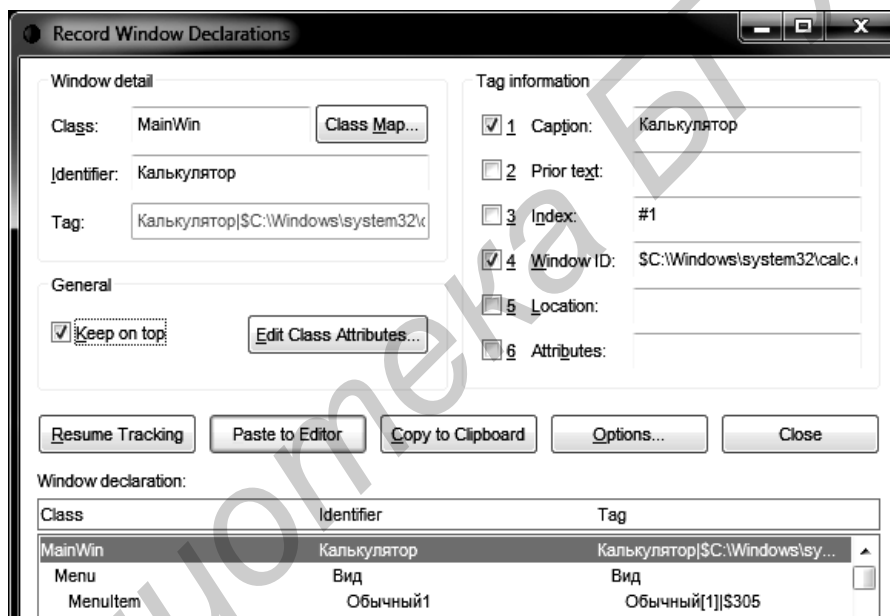 Record Window Declarations
Window detail
Class: MainWin Class Map...
Identifier: Калькулятор
Tag: Калькулятор|$C:\Windows\system32\c
General
Keep on top Edit Class Attributes...
Tag information
1 Caption: Калькулятор
2 Prior text:
3 Index: #1
4 Window ID: $C:\Windows\system32\calc.e
5 Location:
6 Attributes:
Resume Tracking Paste to Editor Copy to Clipboard Options... Close
Window declaration:
Class Identifier Tag
MainWin Калькулятор Калькулятор|$C:\Windows\sy...
Menu Вид Вид
MenuItem Обычный1 Обычный[1]|$305